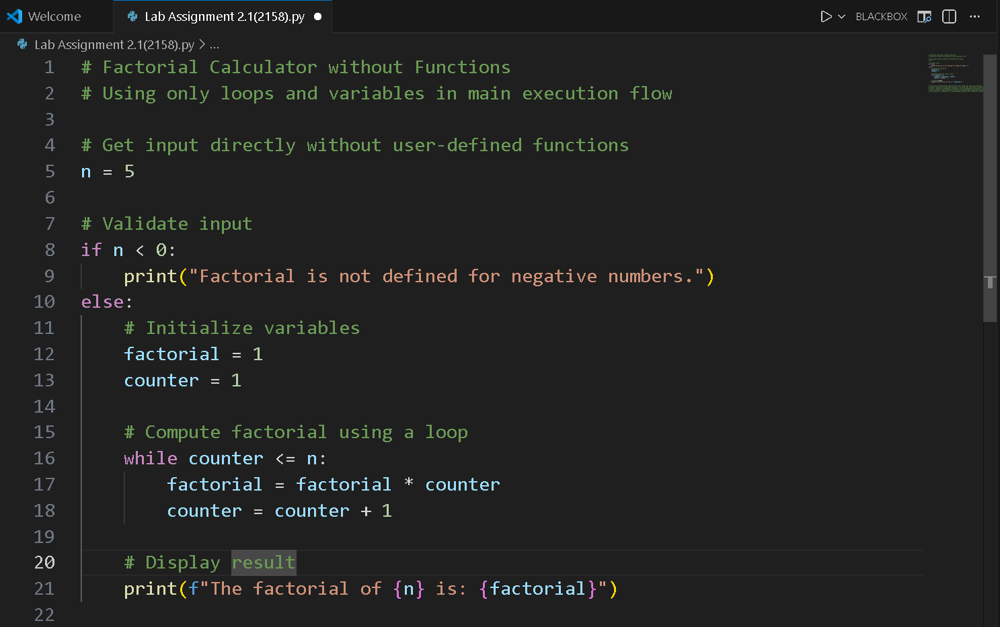 Welcome
Lab Assignment 2.1(2158).py
BLACKBOX
Lab Assignment 2.1(2158).py > ...
1 # Factorial Calculator without Functions
2 # Using only loops and variables in main execution flow
3
4 # Get input directly without user-defined functions
5 n = 5
6
7 # Validate input
8 if n < 0:
9     print("Factorial is not defined for negative numbers.")
10 else:
11     # Initialize variables
12     factorial = 1
13     counter = 1
14
15     # Compute factorial using a loop
16     while counter <= n:
17         factorial = factorial * counter
18         counter = counter + 1
19
20     # Display result
21     print(f"The factorial of {n} is: {factorial}")
22